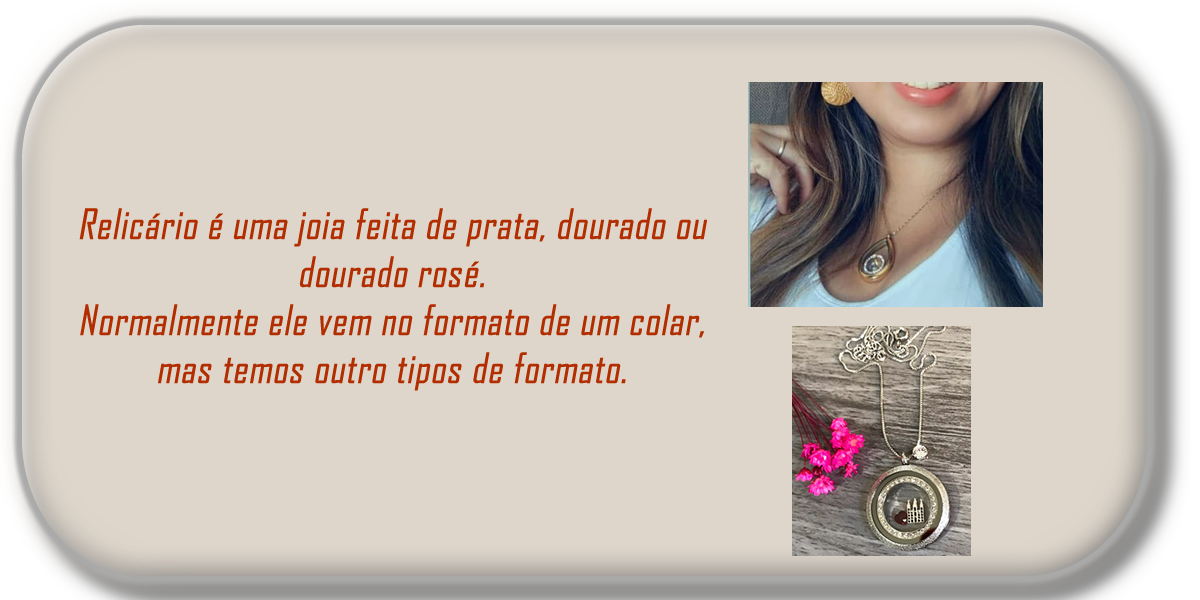 Relicário é uma joia feita de prata, dourado ou
dourado rosé.
Normalmente ele vem no formato de um colar,
mas temos outro tipos de formato.